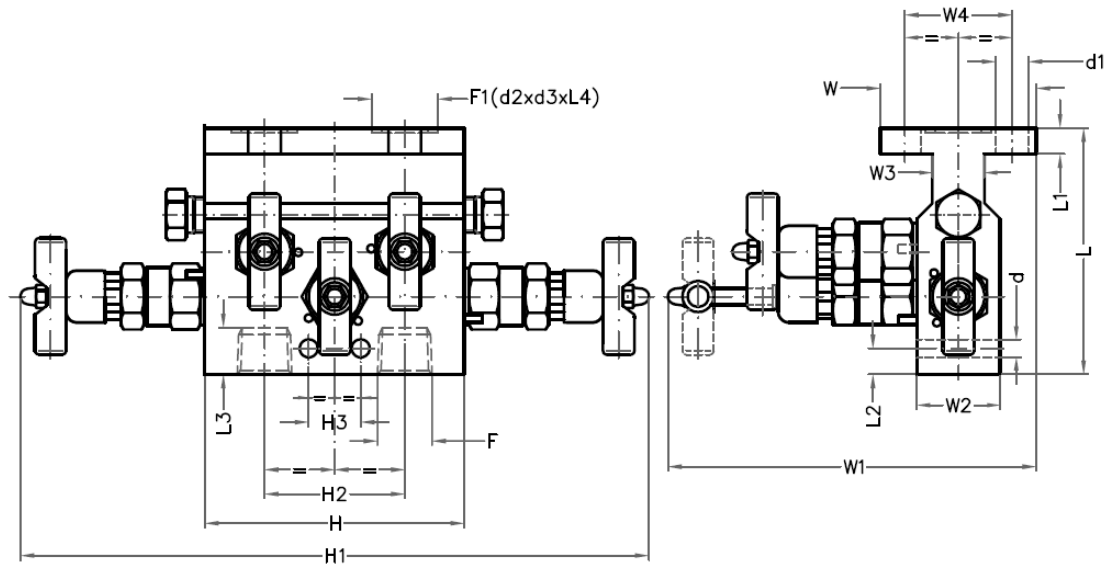 W4
= =
d1
W
F1(d2xd3xL4)
W3
L1
L
d
L3
= =
H3
F
L2
W2
= =
H2
W1
H
H1